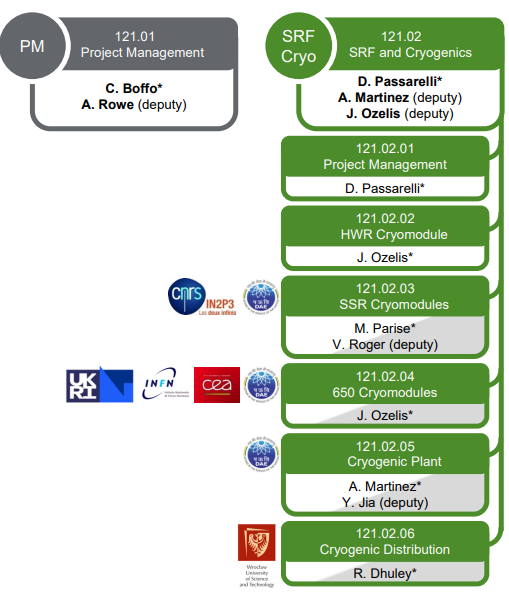 PM
121.01
Project Management
C. Boffo*
A. Rowe (deputy)
SRF
Cryo
121.02
SRF and Cryogenics
D. Passarelli*
A. Martinez (deputy)
J. Ozelis (deputy)
121.02.01
Project Management
D. Passarelli*
121.02.02
HWR Cryomodule
J. Ozelis*
cnrs
IN2P3
Les deux infinis
DAE
121.02.03
SSR Cryomodules
M. Parise*
V. Roger (deputy)
UK
RI
INFN
cea
DAE
121.02.04
650 Cryomodules
J. Ozelis*
DAE
121.02.05
Cryogenic Plant
A. Martinez*
Y. Jia (deputy)
Wrocław
University
of Science
and Technology
121.02.06
Cryogenic Distribution
R. Dhuley*